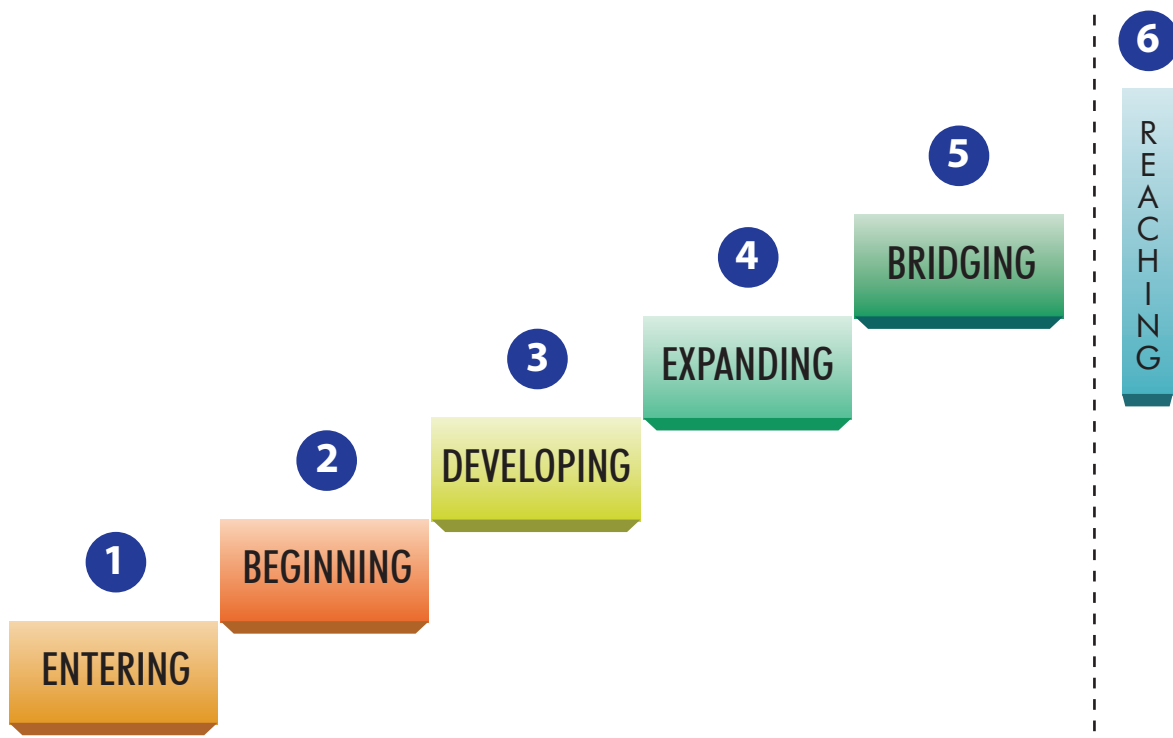 1
ENTERING
2
BEGINNING
3
DEVELOPING
4
EXPANDING
5
BRIDGING
6
REACHING